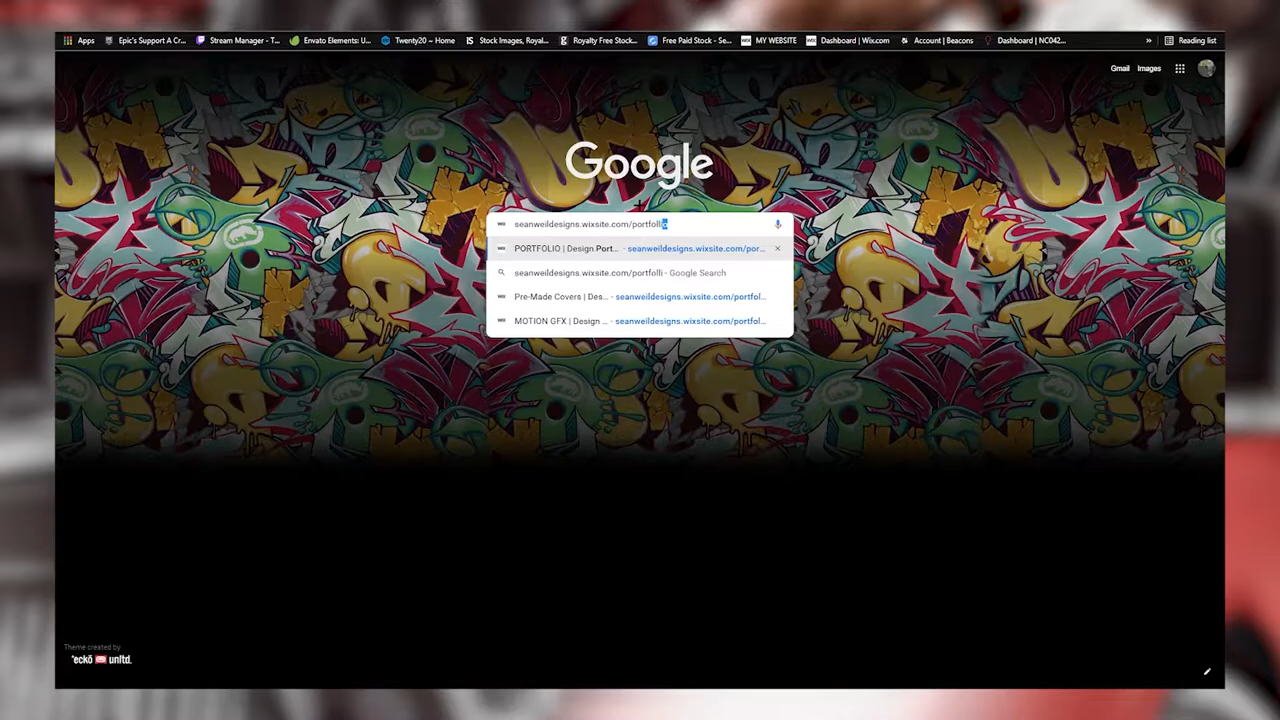 Apps Epic's Support A Cr... Stream Manager - T... Envato Elements: U... Twenty20 ~ Home Stock Images, Royal... Royalty Free Stock... Free Paid Stock - Se... MY WEBSITE Dashboard | Wix.com Account | Beacons Dashboard | NC042... » Reading list
Gmail Images
Google
seanweildesigns.wixsite.com/portfolio
PORTFOLIO | Design Port... - seanweildesigns.wixsite.com/por...
seanweildesigns.wixsite.com/portfolli - Google Search
Pre-Made Covers | Des... - seanweildesigns.wixsite.com/portfol...
MOTION GFX | Design ... - seanweildesigns.wixsite.com/portfol...
Theme created by
*eckō unltd.